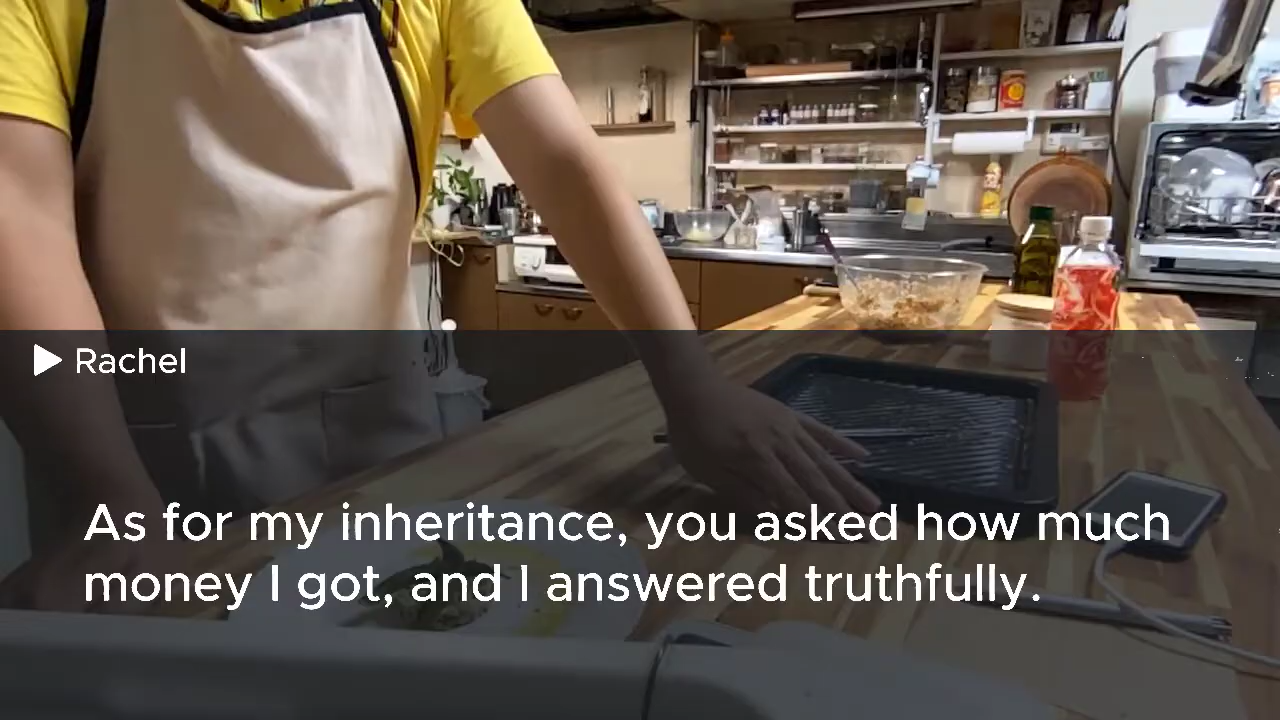 Rachel
As for my inheritance, you asked how much
money I got, and I answered truthfully.